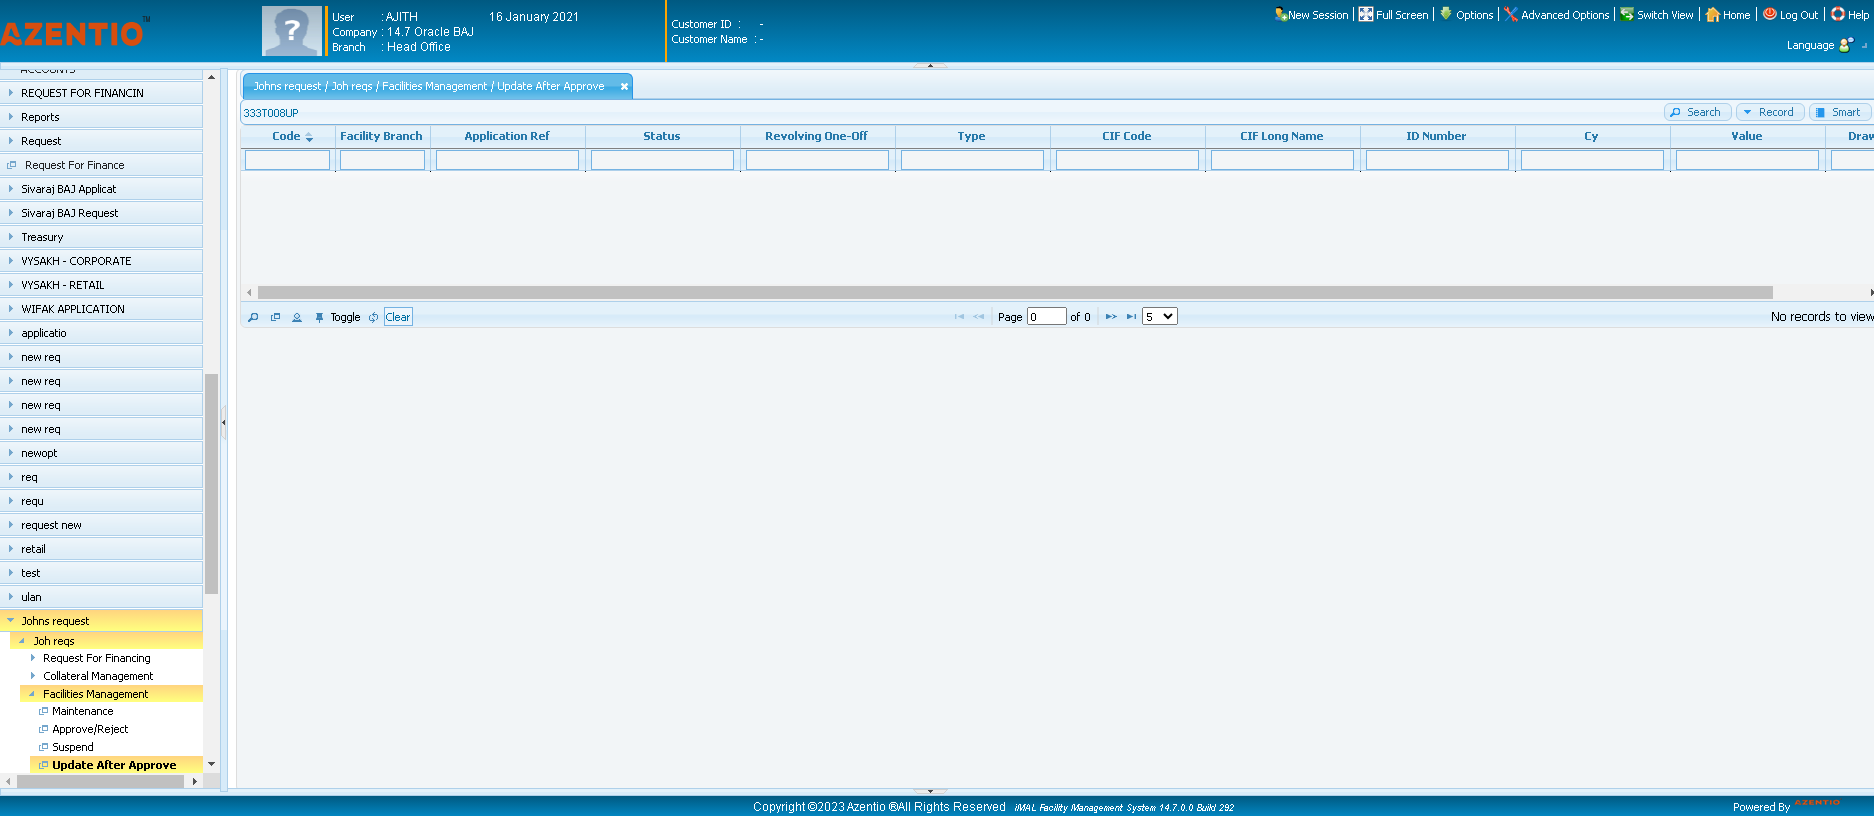 AZENTIO™
User : AJITH 16 January 2021
Company : 14.7 Oracle BAJ
Branch : Head Office
Customer ID : -
Customer Name : -
New Session Full Screen Options Advanced Options Switch View Home Log Out Help
Language
ACCOUNTS
REQUEST FOR FINANCIN
Reports
Request
Request For Finance
Sivaraj BAJ Applicat
Sivaraj BAJ Request
Treasury
VYSAKH - CORPORATE
VYSAKH - RETAIL
WIFAK APPLICATION
applicatio
new req
new req
new req
new req
newopt
req
requ
request new
retail
test
ulan
Johns request
Joh reqs
Request For Financing
Collateral Management
Facilities Management
Maintenance
Approve/Reject
Suspend
Update After Approve
Johns request / Joh reqs / Facilities Management / Update After Approve
333T008UP
Search Record Smart
Code Facility Branch Application Ref Status Revolving One-Off Type CIF Code CIF Long Name ID Number Cy Value Draw
Toggle Clear
Page 0 of 0 5
No records to view
Copyright ©2023 Azentio ®All Rights Reserved iMAL Facility Management System 14.7.0.0 Build 292
Powered By AZENTIO